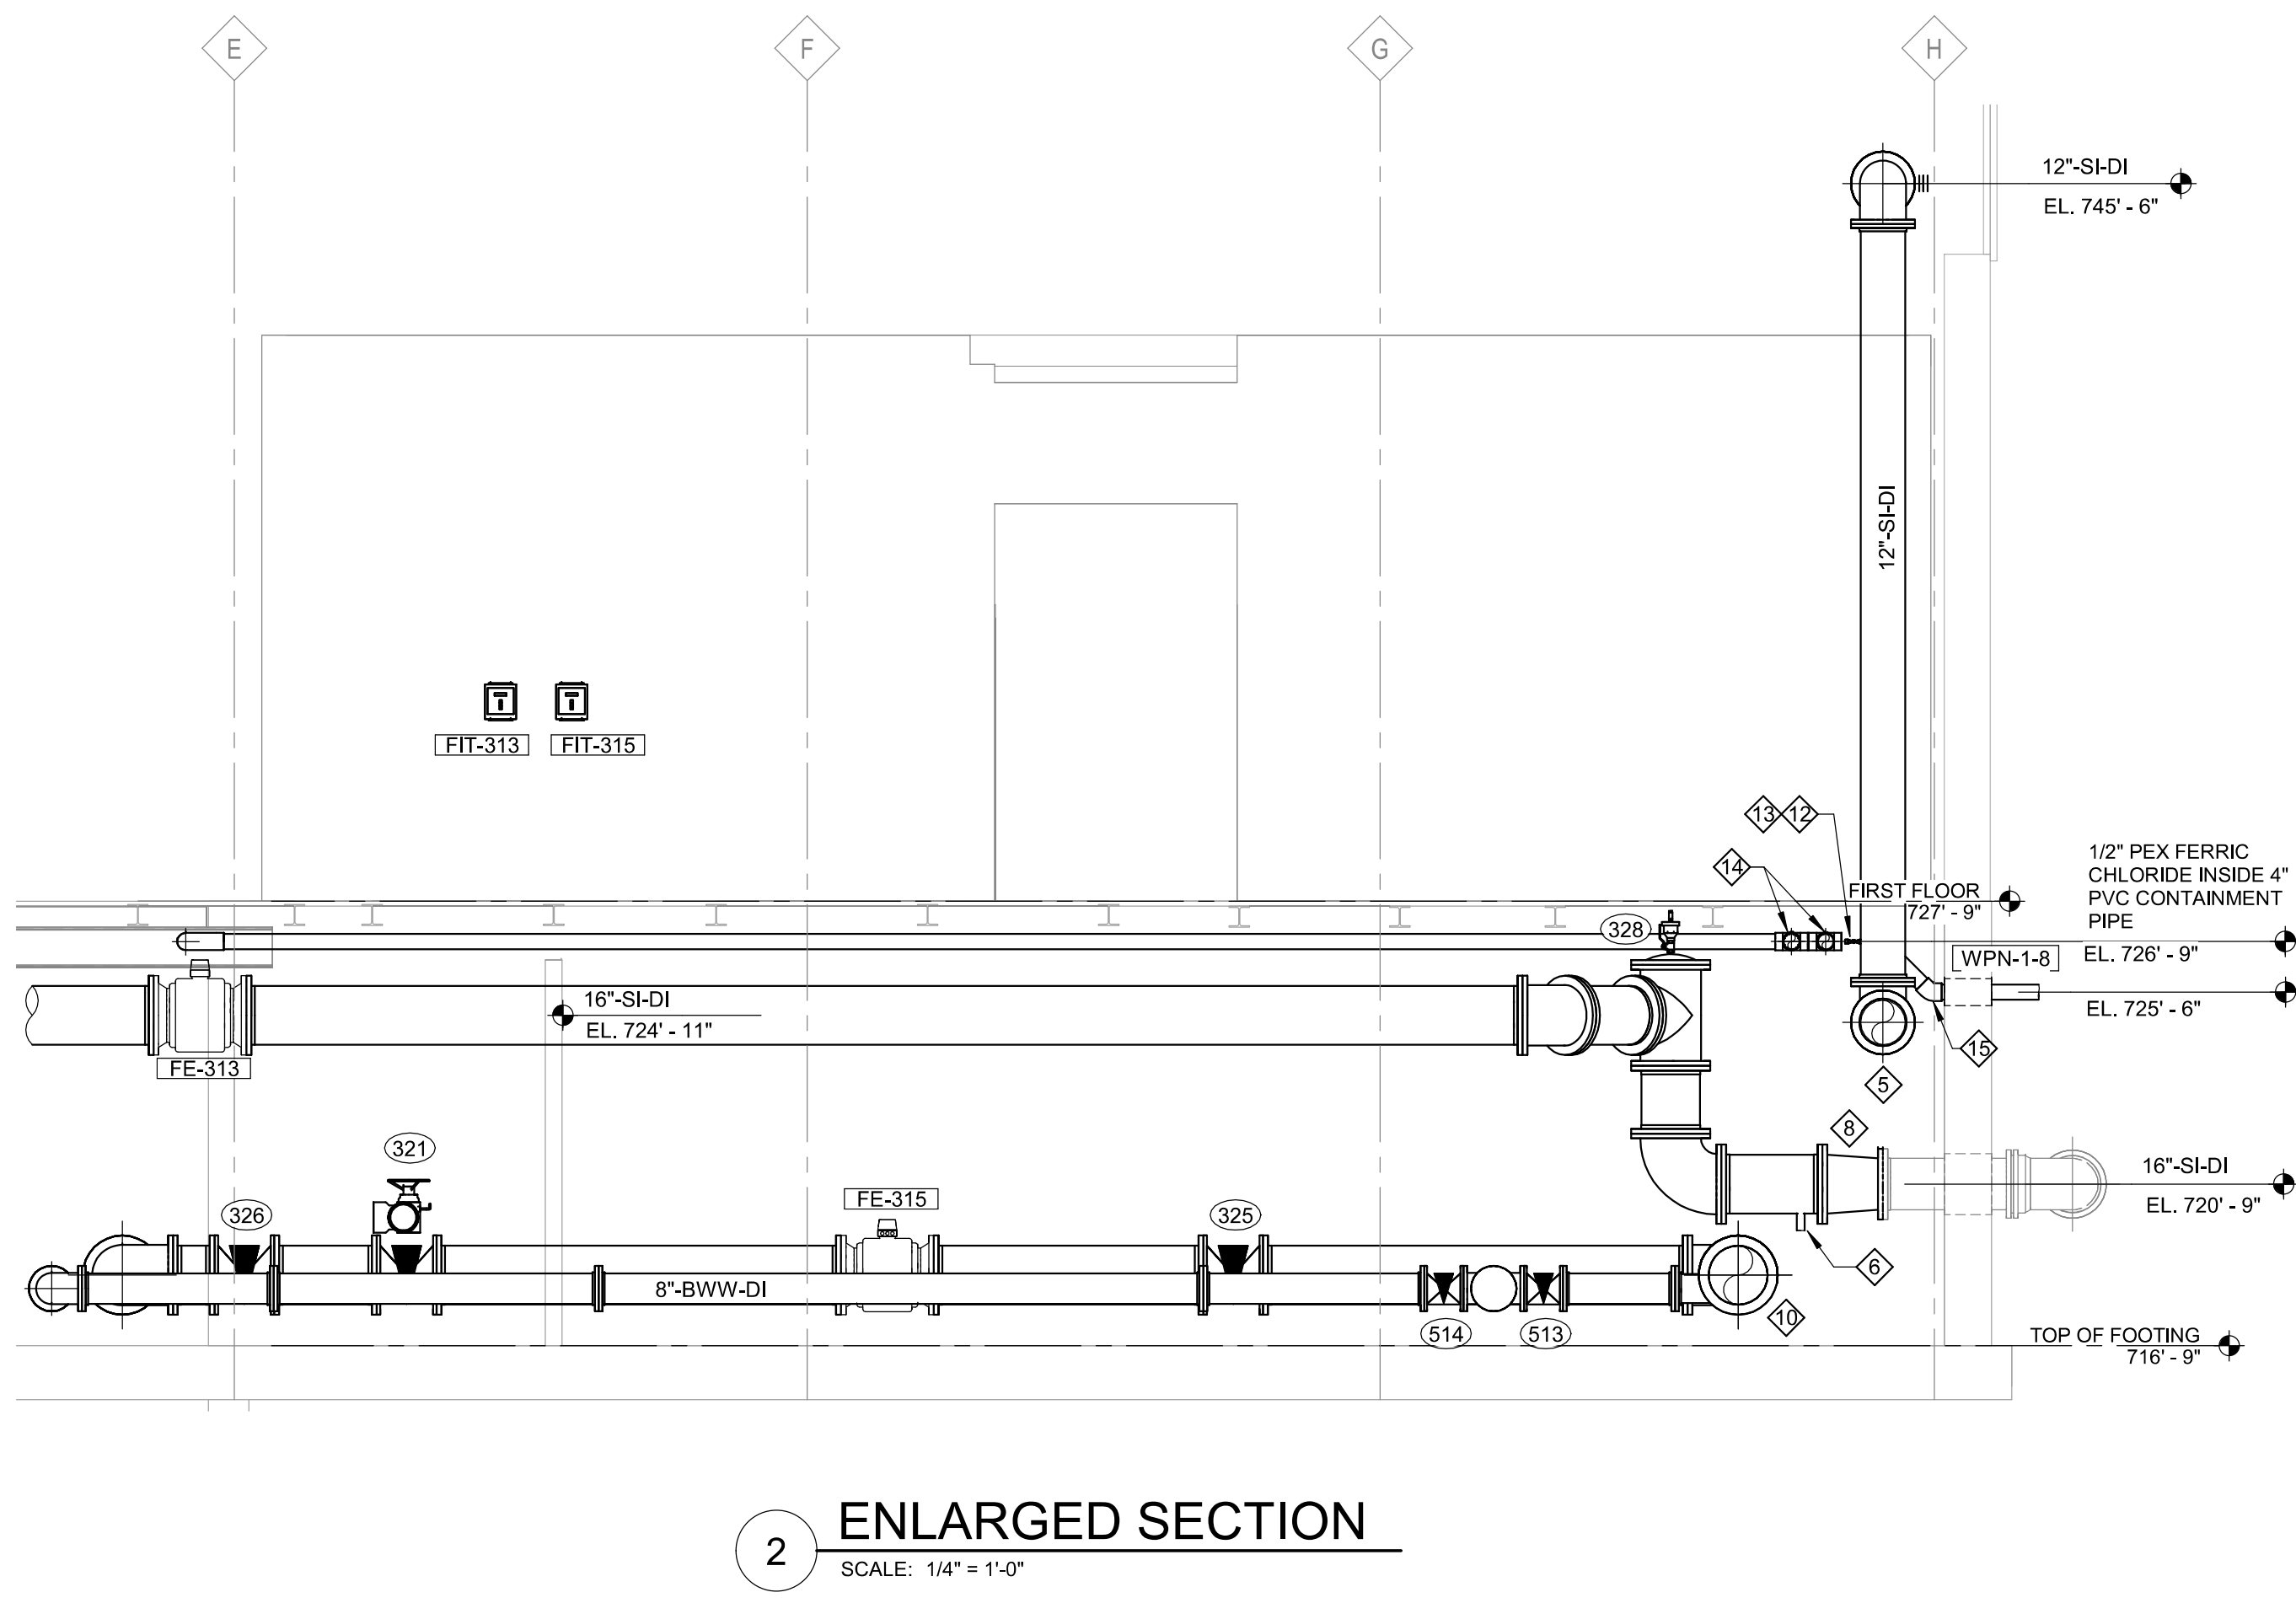 E
F
G
H
12"-SI-DI
EL. 745' - 6"
12"-SI-DI
FIT-313
FIT-315
13
12
14
FIRST FLOOR
727' - 9"
1/2" PEX FERRIC
CHLORIDE INSIDE 4"
PVC CONTAINMENT
PIPE
EL. 726' - 9"
328
WPN-1-8
16"-SI-DI
EL. 724' - 11"
EL. 725' - 6"
FE-313
15
5
8
321
16"-SI-DI
EL. 720' - 9"
326
FE-315
325
6
8"-BWW-DI
10
514
513
TOP OF FOOTING
716' - 9"
2
ENLARGED SECTION
SCALE: 1/4" = 1'-0"